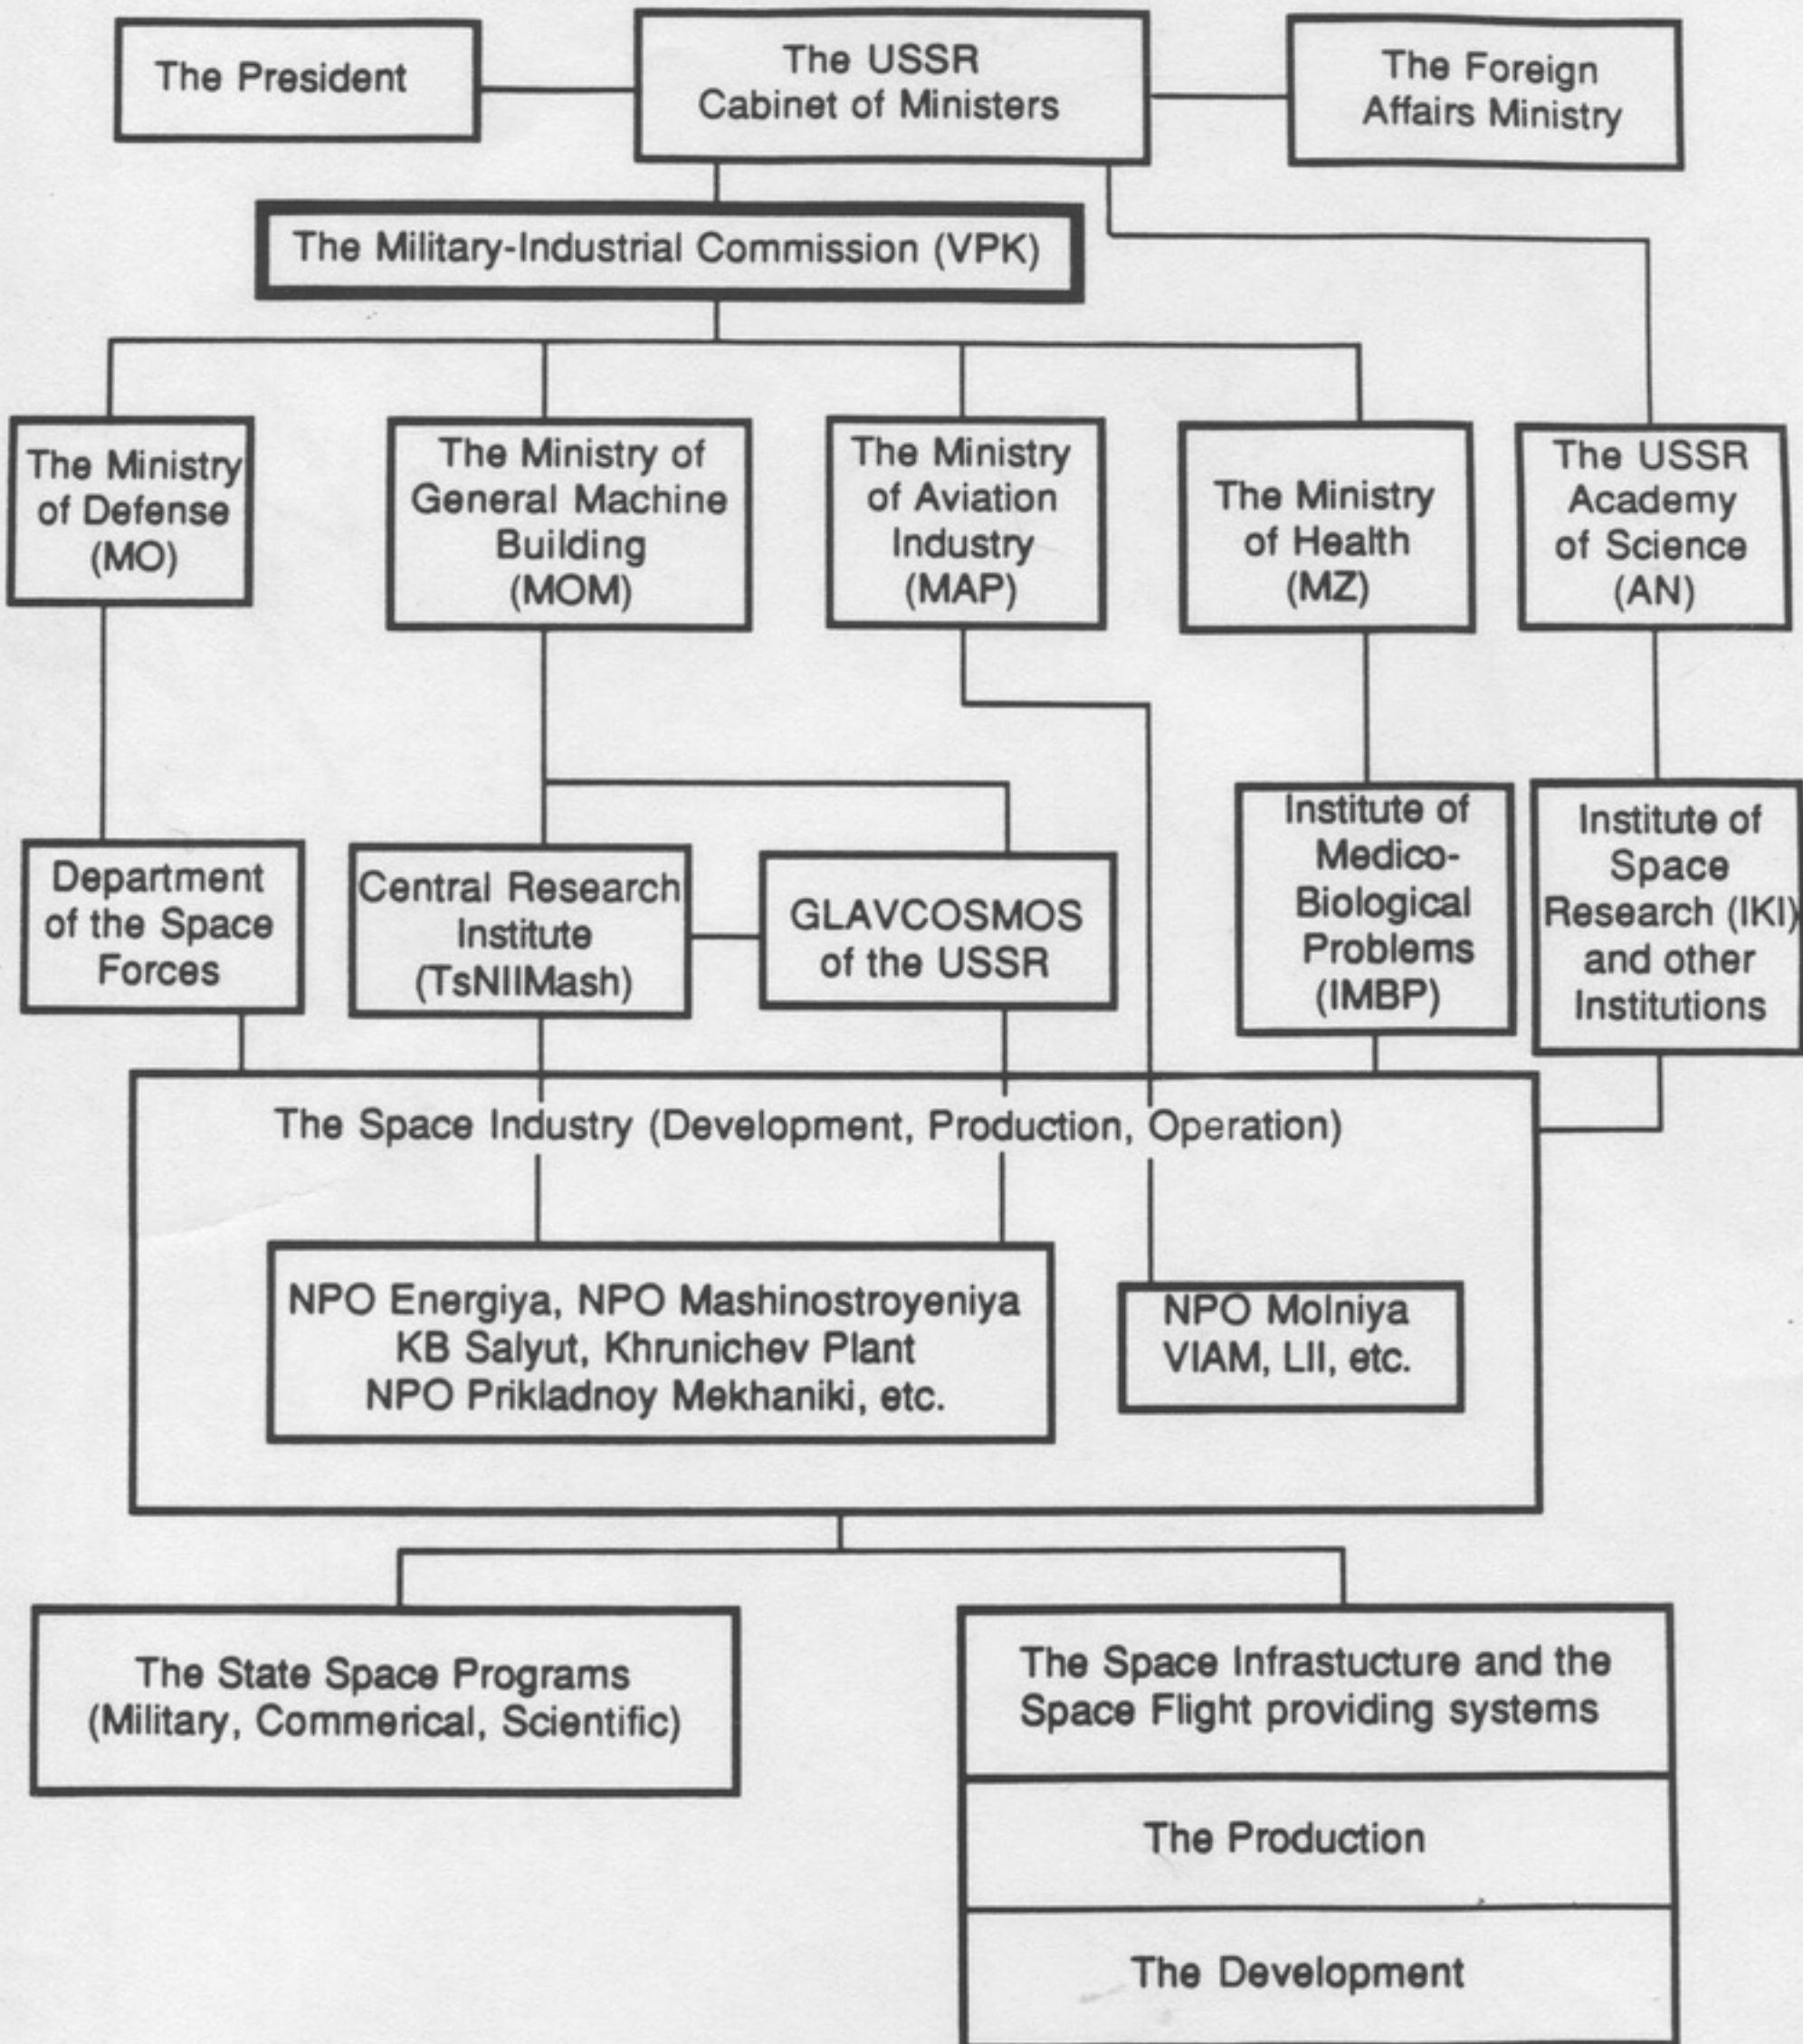 The President
The USSR
Cabinet of Ministers
The Foreign
Affairs Ministry
The Military-Industrial Commission (VPK)
The Ministry
of Defense
(MO)
The Ministry of
General Machine
Building
(MOM)
The Ministry
of Aviation
Industry
(MAP)
The Ministry
of Health
(MZ)
The USSR
Academy
of Science
(AN)
Department
of the Space
Forces
Central Research
Institute
(TsNIIMash)
GLAVCOSMOS
of the USSR
Institute of
Medico-
Biological
Problems
(IMBP)
Institute of
Space
Research (IKI)
and other
Institutions
The Space Industry (Development, Production, Operation)
NPO Energiya, NPO Mashinostroyeniya
KB Salyut, Khrunichev Plant
NPO Prikladnoy Mekhaniki, etc.
NPO Molniya
VIAM, LII, etc.
The State Space Programs
(Military, Commerical, Scientific)
The Space Infrastucture and the
Space Flight providing systems
The Production
The Development